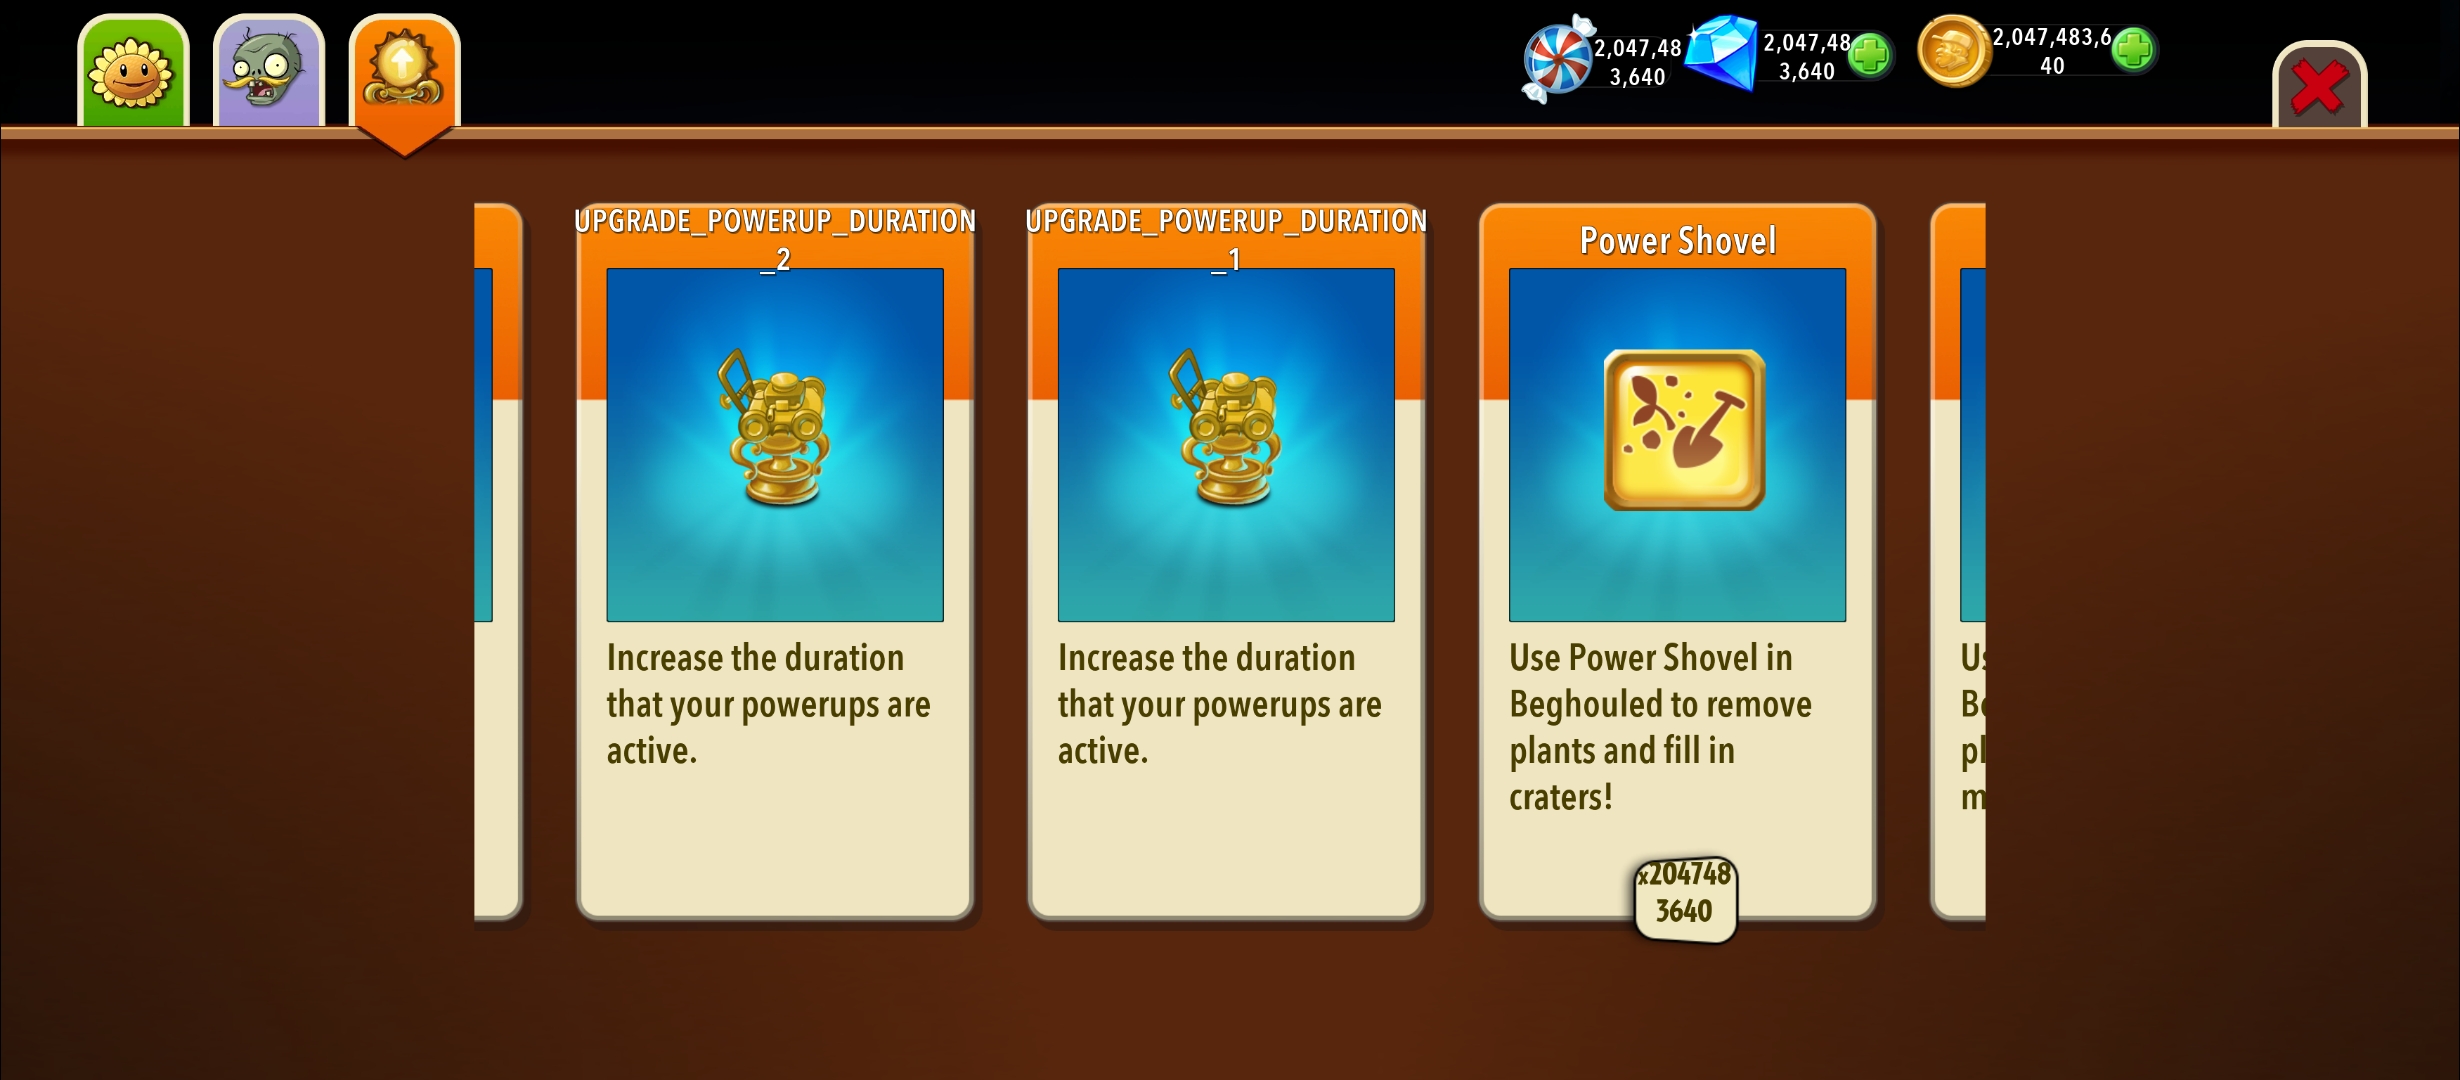 2,047,48
3,640
2,047,48
3,640
2,047,483,6
40
UPGRADE_POWERUP_DURATION
_2
Increase the duration
that your powerups are
active.
UPGRADE_POWERUP_DURATION
_1
Increase the duration
that your powerups are
active.
Power Shovel
Use Power Shovel in
Beghouled to remove
plants and fill in
craters!
x204748
3640